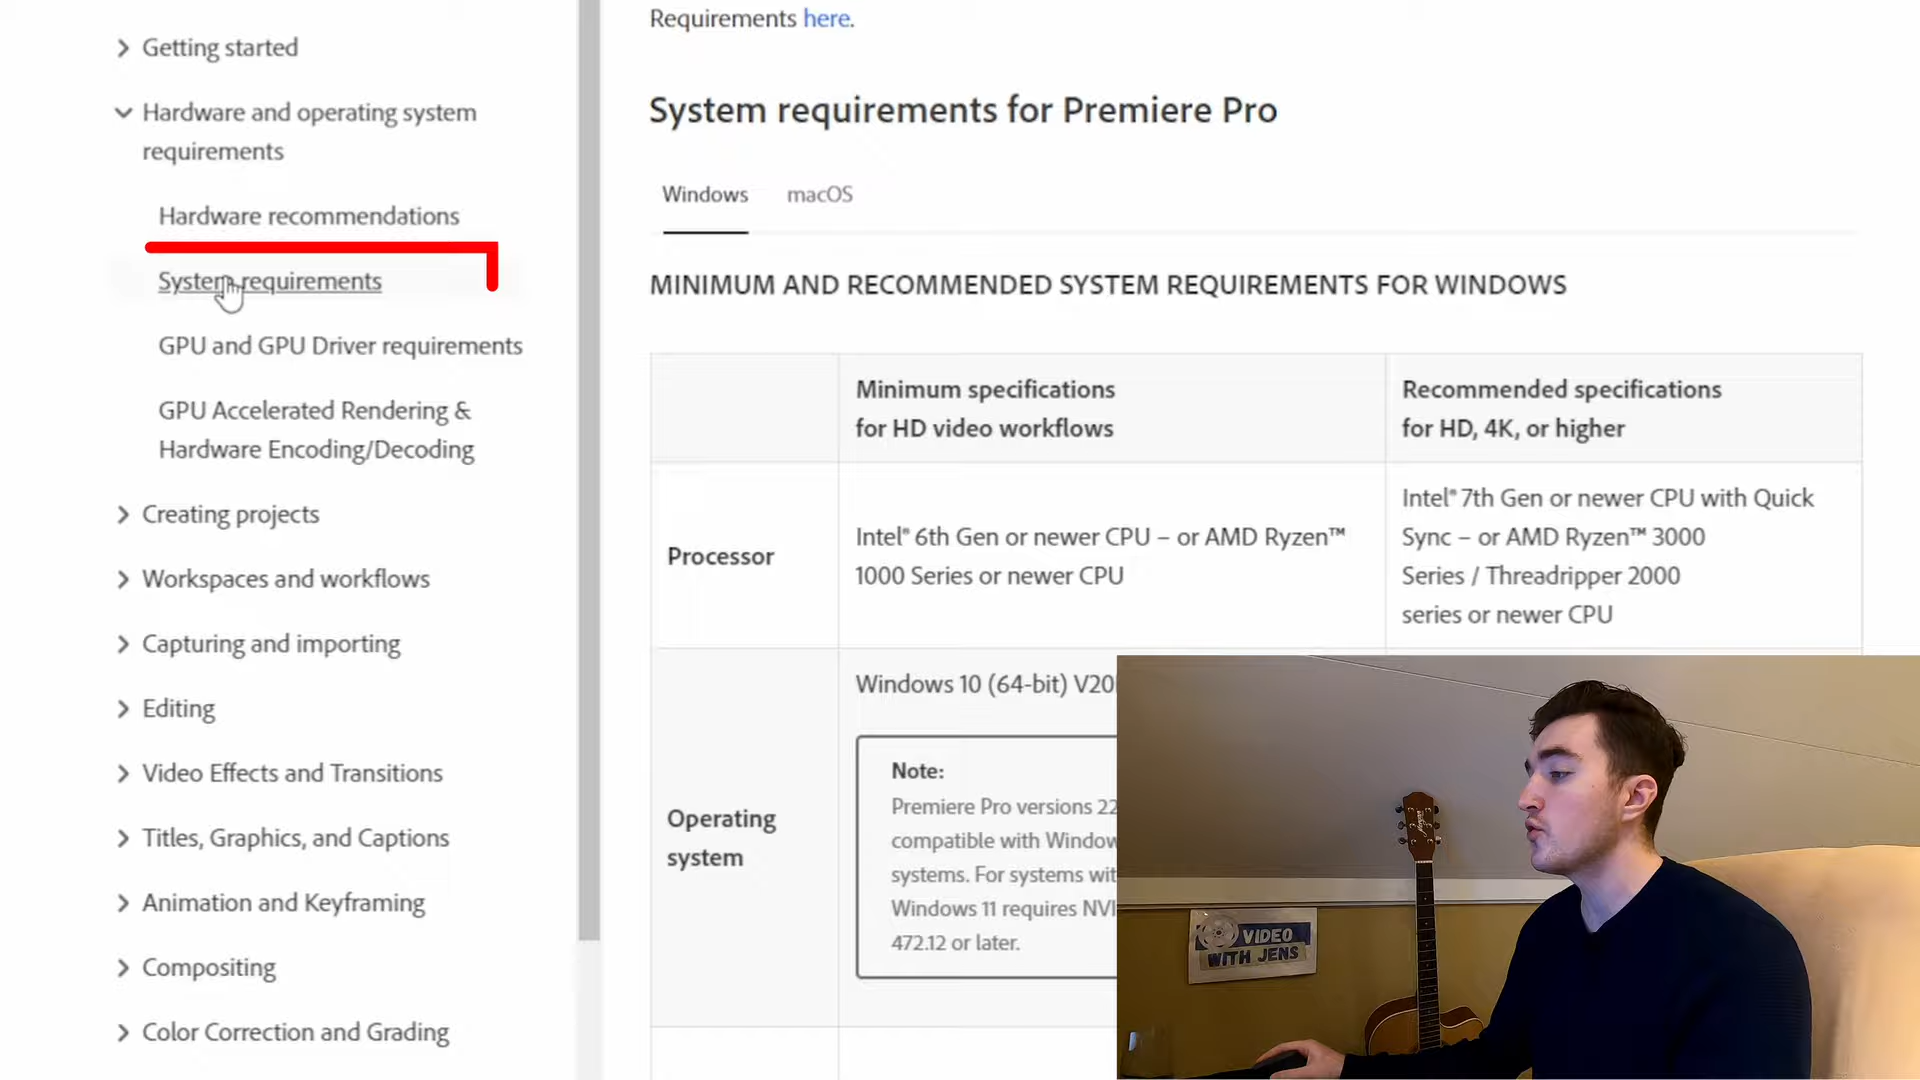 Getting started
Hardware and operating system
requirements
Hardware recommendations
System requirements
GPU and GPU Driver requirements
GPU Accelerated Rendering &
Hardware Encoding/Decoding
Creating projects
Workspaces and workflows
Capturing and importing
Editing
Video Effects and Transitions
Titles, Graphics, and Captions
Animation and Keyframing
Compositing
Color Correction and Grading
Requirements here.
System requirements for Premiere Pro
Windows macOS
MINIMUM AND RECOMMENDED SYSTEM REQUIREMENTS FOR WINDOWS
Minimum specifications
for HD video workflows
Recommended specifications
for HD, 4K, or higher
Processor
Intel® 6th Gen or newer CPU – or AMD Ryzen™
1000 Series or newer CPU
Intel® 7th Gen or newer CPU with Quick
Sync – or AMD Ryzen™ 3000
Series / Threadripper 2000
series or newer CPU
Operating
system
Windows 10 (64-bit) V20
Note:
Premiere Pro versions 22
compatible with Window
systems. For systems wit
Windows 11 requires NVI
472.12 or later.
VIDEO
WITH JENS